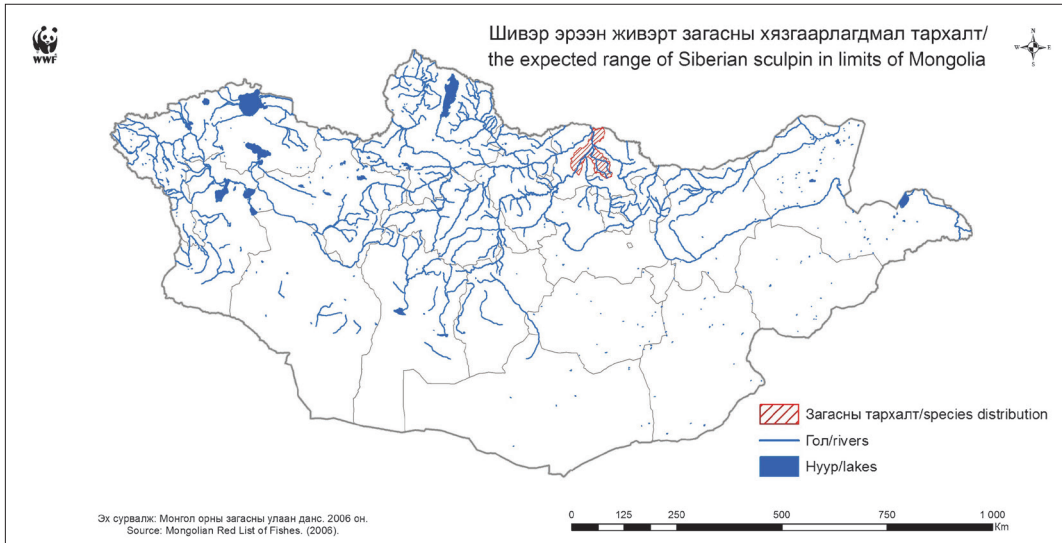 WWF
Шивэр эрээн живэрт загасны хязгаарлагдмал тархалт/
the expected range of Siberian sculpin in limits of Mongolia
N
W E
S
Загасны тархалт/species distribution
Гол/rivers
Нуур/lakes
Эх сурвалж: Монгол орны загасны улаан данс. 2006 он.
Source: Mongolian Red List of Fishes. (2006).
0 125 250 500 750 1 000
Km